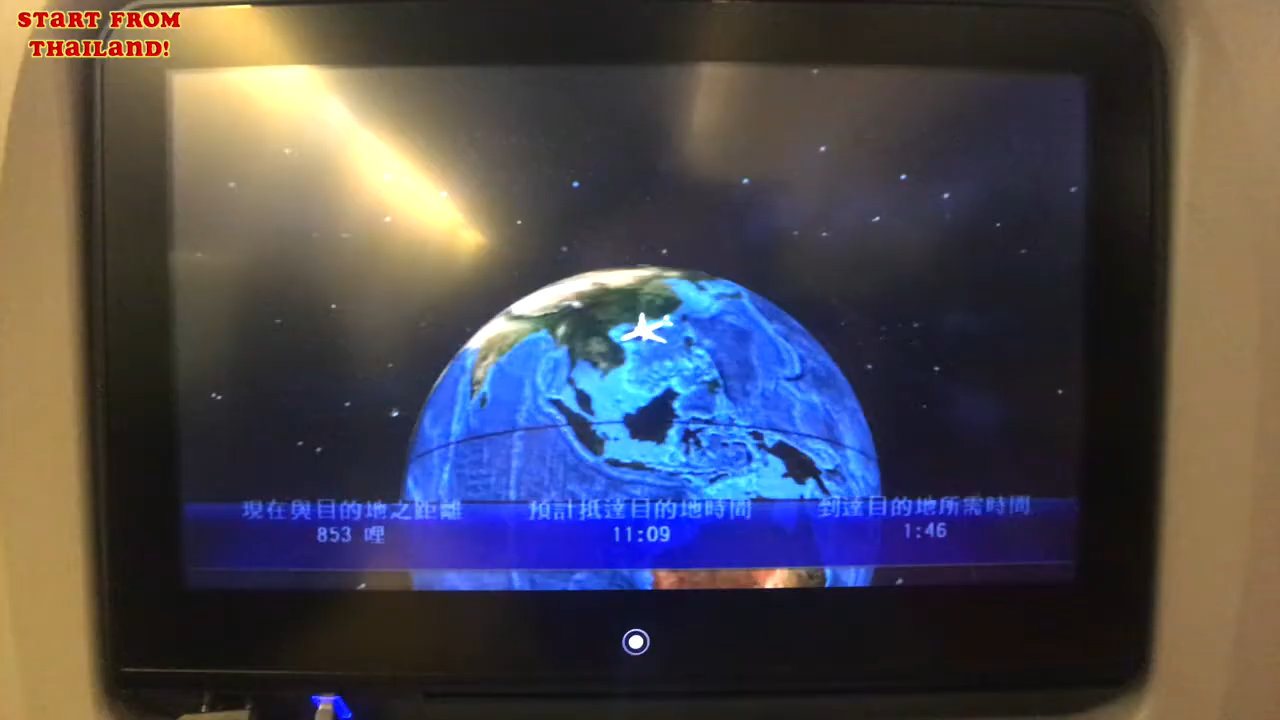 START FROM
THAILAND!
現在與目的地之距離
853 哩
預計抵達目的地時間
11:09
到達目的地所需時間
1:46